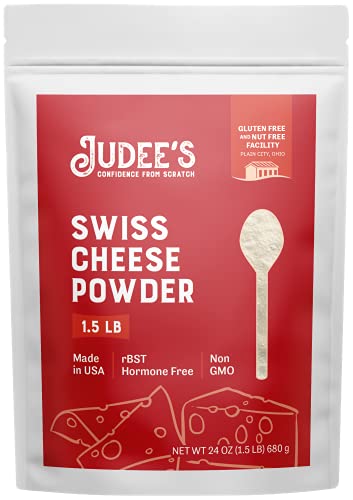 JUDEE'S
CONFIDENCE FROM SCRATCH
GLUTEN FREE
AND NUT FREE
FACILITY
PLAIN CITY, OHIO
SWISS
CHEESE
POWDER
1.5 LB
Made
in USA
rBST
Hormone Free
Non
GMO
NET WT 24 OZ (1.5 LB) 680 g